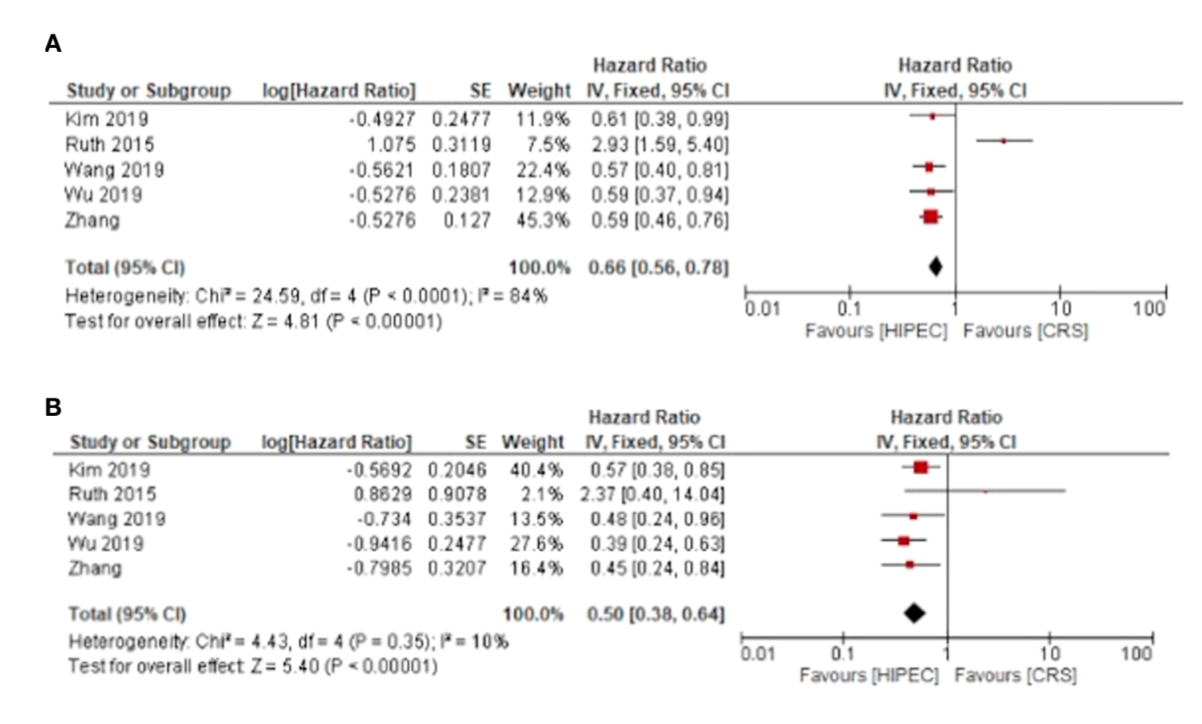 A
Hazard Ratio Hazard Ratio
Study or Subgroup log[Hazard Ratio] SE Weight IV, Fixed, 95% CI IV, Fixed, 95% CI
Kim 2019 -0.4927 0.2477 11.9% 0.61 [0.38, 0.99]
Ruth 2015 1.075 0.3119 7.5% 2.93 [1.59, 5.40]
Wang 2019 -0.5621 0.1807 22.4% 0.57 [0.40, 0.81]
Wu 2019 -0.5276 0.2381 12.9% 0.59 [0.37, 0.94]
Zhang -0.5276 0.127 45.3% 0.59 [0.46, 0.76]
Total (95% CI) 100.0% 0.66 [0.56, 0.78]
Heterogeneity: Chi² = 24.59, df = 4 (P < 0.0001); I² = 84%
Test for overall effect: Z = 4.81 (P < 0.00001)
0.01 0.1 1 10 100
Favours [HIPEC] Favours [CRS]
B
Hazard Ratio Hazard Ratio
Study or Subgroup log[Hazard Ratio] SE Weight IV, Fixed, 95% CI IV, Fixed, 95% CI
Kim 2019 -0.5692 0.2046 40.4% 0.57 [0.38, 0.85]
Ruth 2015 0.8629 0.9078 2.1% 2.37 [0.40, 14.04]
Wang 2019 -0.734 0.3537 13.5% 0.48 [0.24, 0.96]
Wu 2019 -0.9416 0.2477 27.6% 0.39 [0.24, 0.63]
Zhang -0.7985 0.3207 16.4% 0.45 [0.24, 0.84]
Total (95% CI) 100.0% 0.50 [0.38, 0.64]
Heterogeneity: Chi² = 4.43, df = 4 (P = 0.35); I² = 10%
Test for overall effect: Z = 5.40 (P < 0.00001)
0.01 0.1 1 10 100
Favours [HIPEC] Favours [CRS]